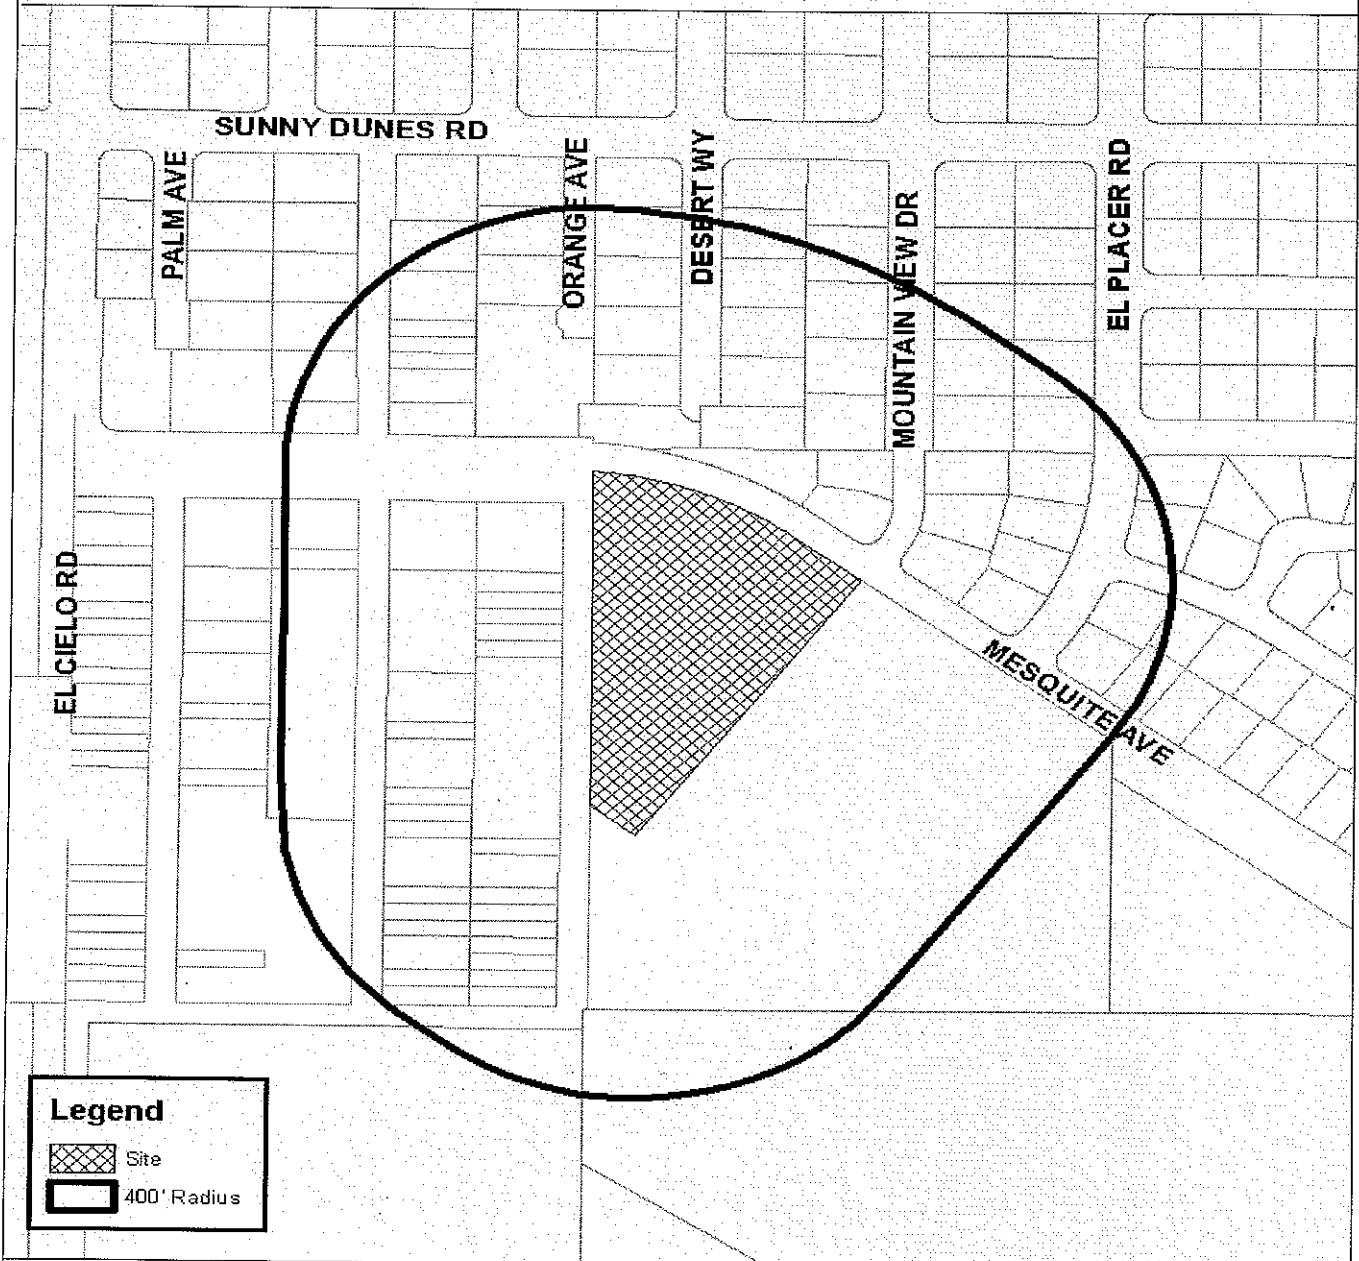 SUNNY DUNES RD
PALM AVE
ORANGE AVE
DESERT WY
MOUNTAIN VIEW DR
EL PLACER RD
EL CIELO RD
MESQUITE AVE
Legend
Site
400' Radius